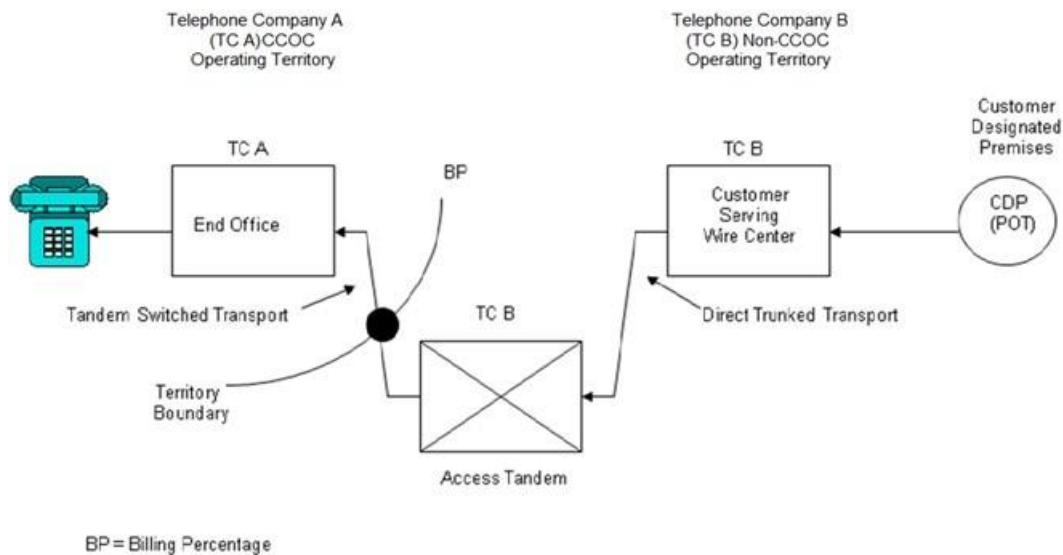 Telephone Company A
(TC A)CCOC
Operating Territory
Telephone Company B
(TC B) Non-CCOC
Operating Territory
Customer
Designated
Premises
TC A
BP
TC B
End Office
Customer
Serving
Wire Center
CDP
(POT)
Tandem Switched Transport
TC B
Direct Trunked Transport
Territory
Boundary
Access Tandem
BP = Billing Percentage